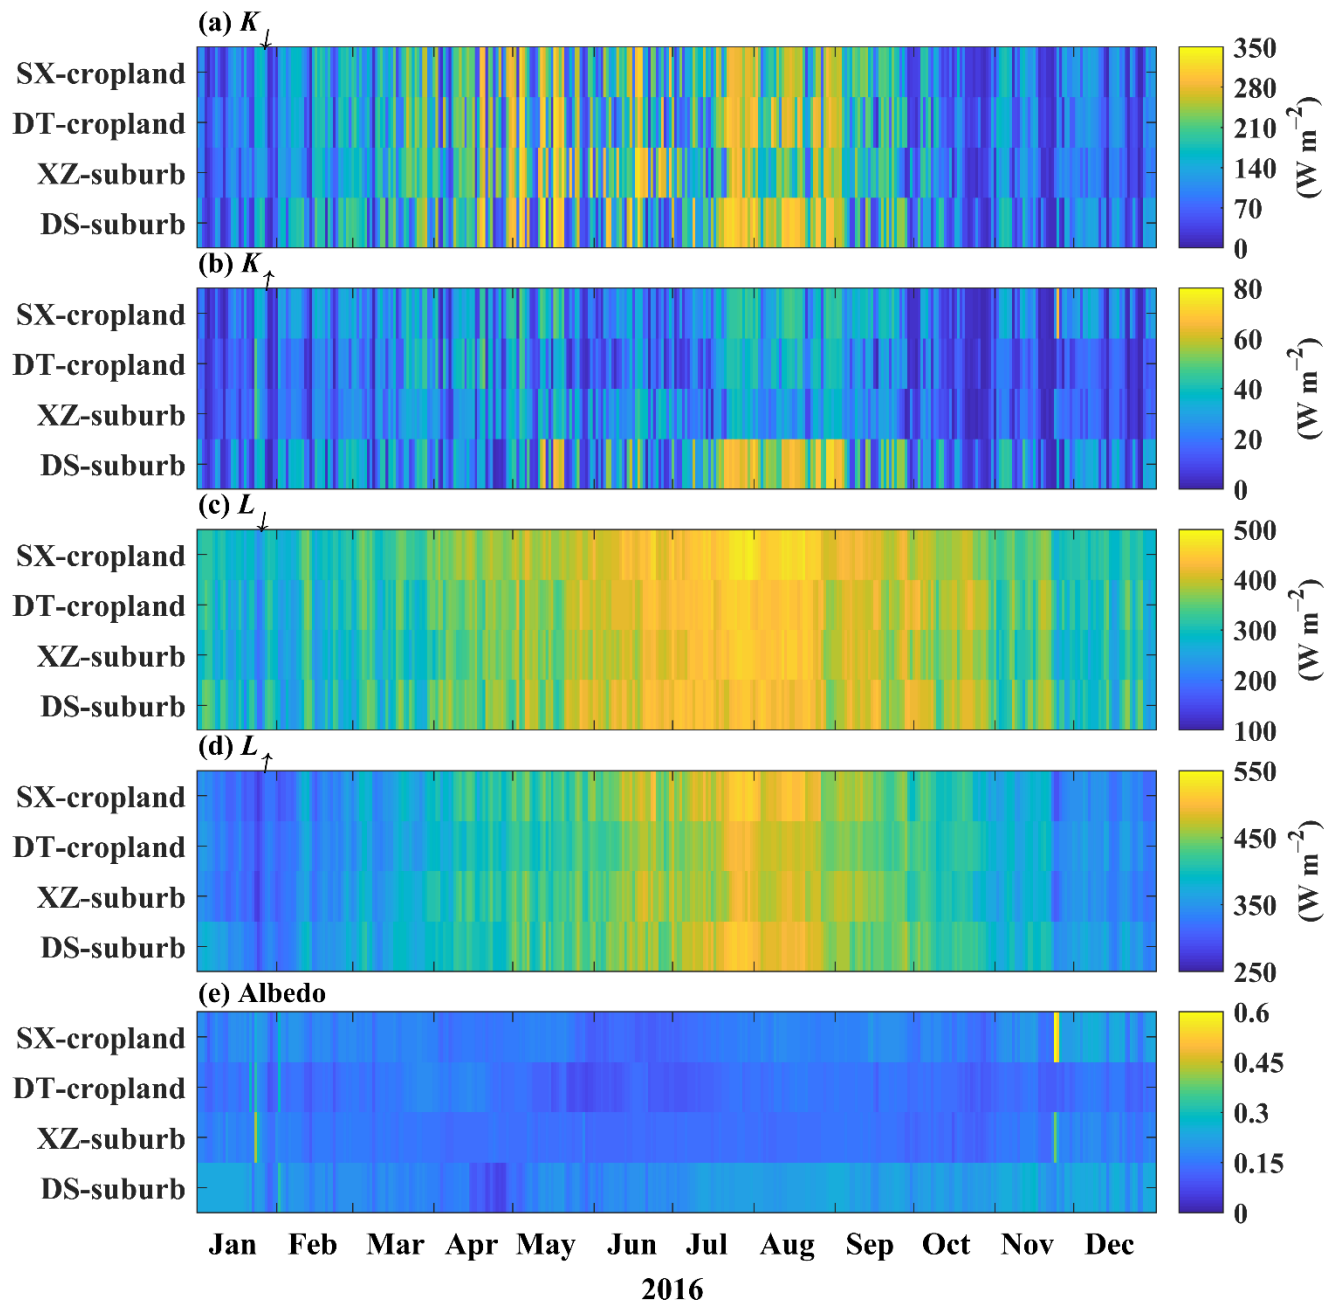 (a) K↓
SX-cropland
DT-cropland
XZ-suburb
DS-suburb
350
280
210
140
70
0
(W m⁻²)
(b) K↑
SX-cropland
DT-cropland
XZ-suburb
DS-suburb
80
60
40
20
0
(W m⁻²)
(c) L↓
SX-cropland
DT-cropland
XZ-suburb
DS-suburb
500
400
300
200
100
(W m⁻²)
(d) L↑
SX-cropland
DT-cropland
XZ-suburb
DS-suburb
550
450
350
250
(W m⁻²)
(e) Albedo
SX-cropland
DT-cropland
XZ-suburb
DS-suburb
0.6
0.45
0.3
0.15
0
Jan Feb Mar Apr May Jun Jul Aug Sep Oct Nov Dec
2016